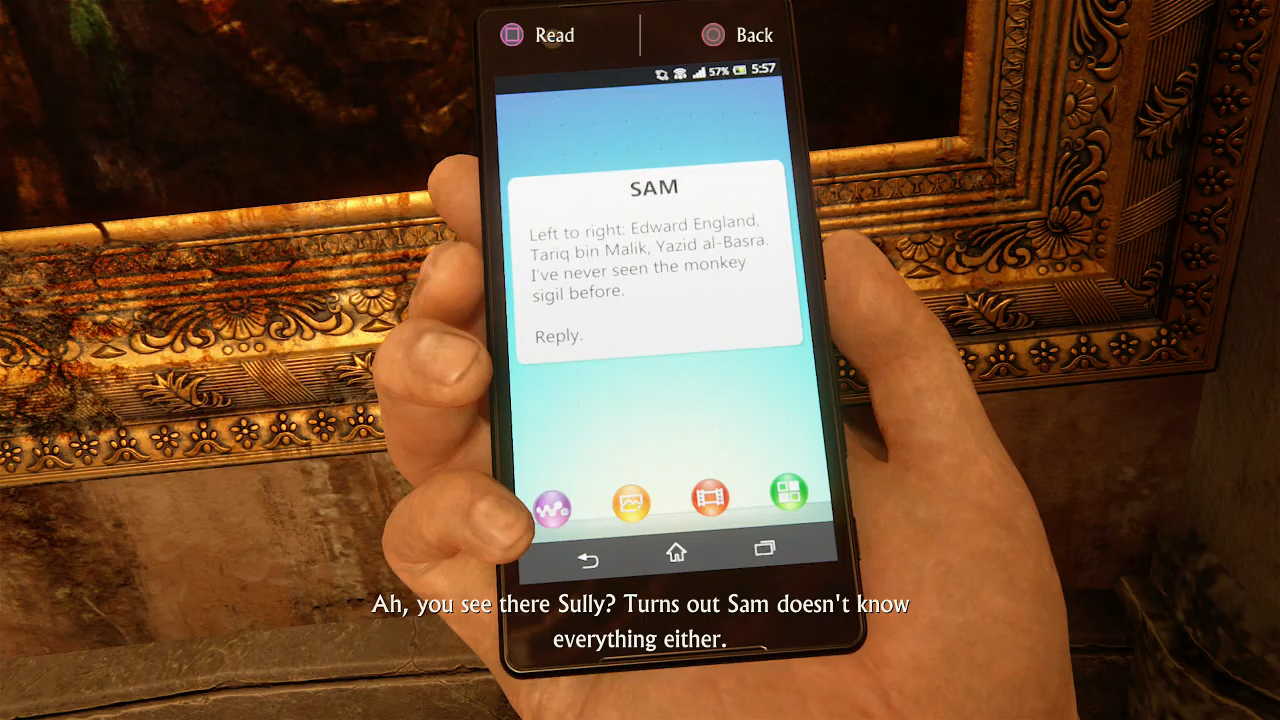 Read
Back
57%
5:57
SAM
Left to right: Edward England,
Tariq bin Malik, Yazid al-Basra.
I've never seen the monkey
sigil before.
Reply.
Ah, you see there Sully? Turns out Sam doesn't know
everything either.